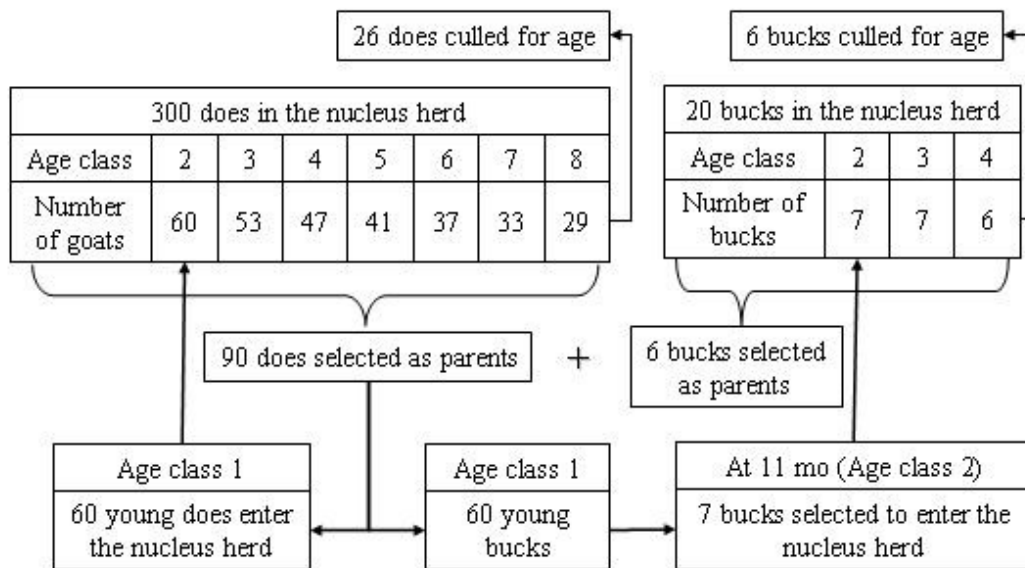 26 does culled for age
6 bucks culled for age
300 does in the nucleus herd
Age class 2 3 4 5 6 7 8
Number
of goats 60 53 47 41 37 33 29
20 bucks in the nucleus herd
Age class 2 3 4
Number of
bucks 7 7 6
90 does selected as parents
+
6 bucks selected
as parents
Age class 1
60 young does enter
the nucleus herd
Age class 1
60 young
bucks
At 11 mo (Age class 2)
7 bucks selected to enter the
nucleus herd